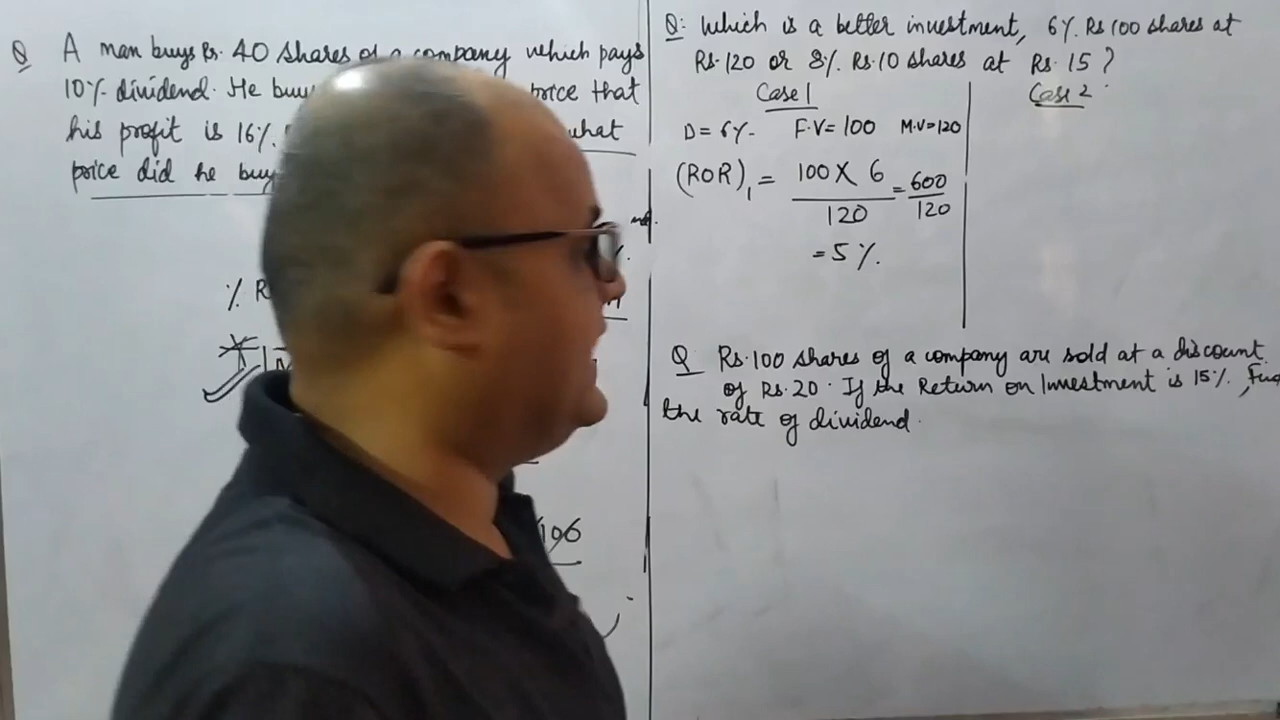 Q A man buys Rs. 40 shares of a company which pays
10% dividend. He buy price that
his profit is 16%. what
price did he buy
% R
106
Q: Which is a better investment, 6% Rs 100 shares at
Rs. 120 or 8% Rs. 10 shares at Rs. 15 ?
Case 1
D = 6% F.V = 100 M.V = 120
(ROR)1 = 100 X 6 / 120 = 600 / 120
= 5 %.
Case 2
Q Rs. 100 shares of a company are sold at a discount
of Rs. 20. If the Return on Investment is 15%,
the rate of dividend.